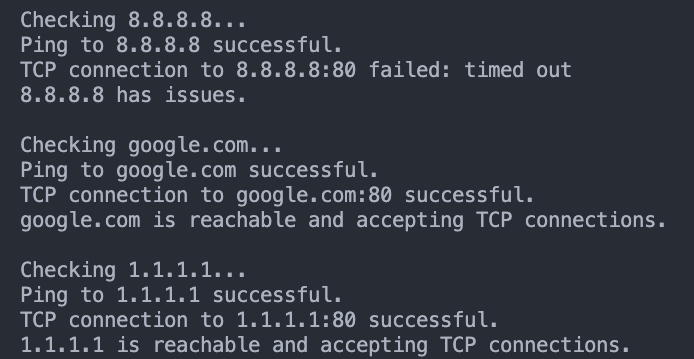 Checking 8.8.8.8...
Ping to 8.8.8.8 successful.
TCP connection to 8.8.8.8:80 failed: timed out
8.8.8.8 has issues.

Checking google.com...
Ping to google.com successful.
TCP connection to google.com:80 successful.
google.com is reachable and accepting TCP connections.

Checking 1.1.1.1...
Ping to 1.1.1.1 successful.
TCP connection to 1.1.1.1:80 successful.
1.1.1.1 is reachable and accepting TCP connections.